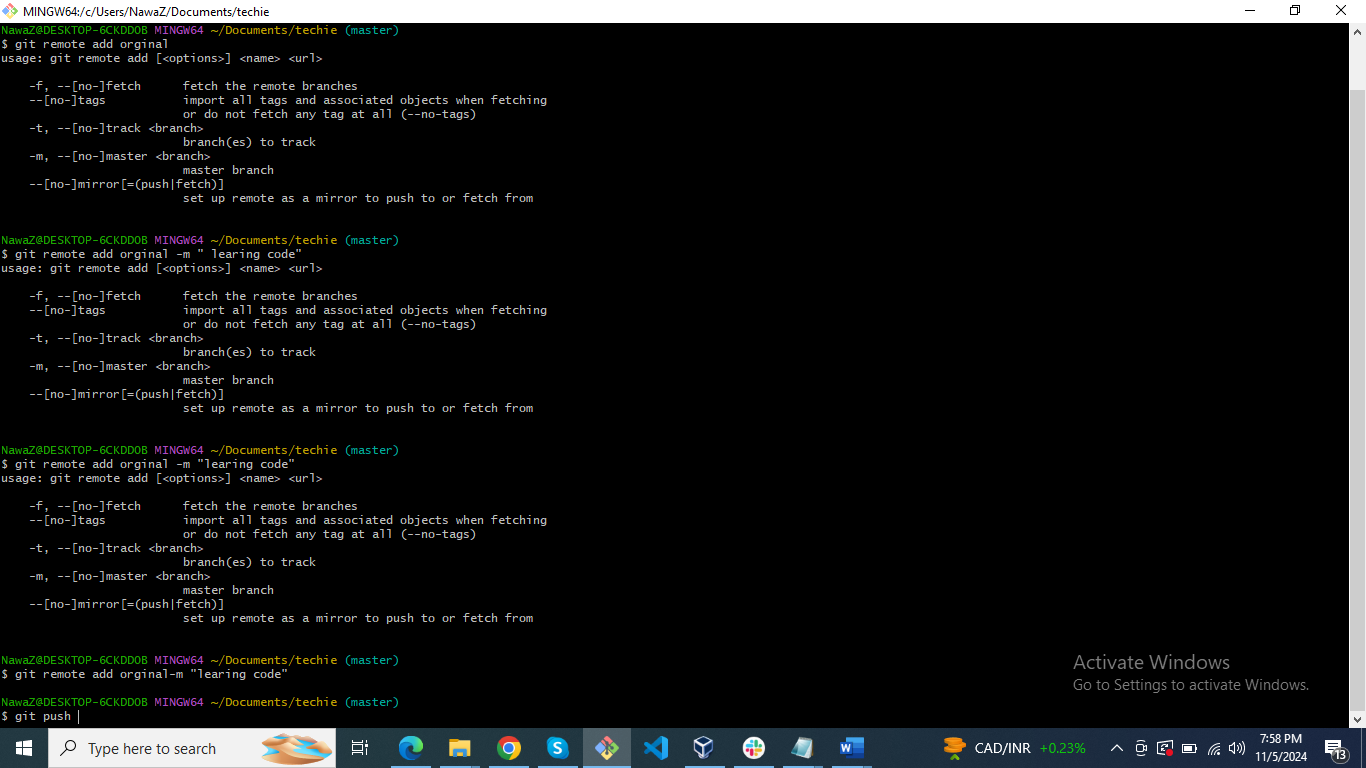 MINGW64:/c/Users/NawaZ/Documents/techie
NawaZ@DESKTOP-6CKDDOB MINGW64 ~/Documents/techie (master)
$ git remote add orginal
usage: git remote add [<options>] <name> <url>
-f, --[no-]fetch fetch the remote branches
--[no-]tags import all tags and associated objects when fetching
or do not fetch any tag at all (--no-tags)
-t, --[no-]track <branch>
branch(es) to track
-m, --[no-]master <branch>
master branch
--[no-]mirror[=(push|fetch)]
set up remote as a mirror to push to or fetch from
NawaZ@DESKTOP-6CKDDOB MINGW64 ~/Documents/techie (master)
$ git remote add orginal -m " learing code"
usage: git remote add [<options>] <name> <url>
-f, --[no-]fetch fetch the remote branches
--[no-]tags import all tags and associated objects when fetching
or do not fetch any tag at all (--no-tags)
-t, --[no-]track <branch>
branch(es) to track
-m, --[no-]master <branch>
master branch
--[no-]mirror[=(push|fetch)]
set up remote as a mirror to push to or fetch from
NawaZ@DESKTOP-6CKDDOB MINGW64 ~/Documents/techie (master)
$ git remote add orginal -m "learing code"
usage: git remote add [<options>] <name> <url>
-f, --[no-]fetch fetch the remote branches
--[no-]tags import all tags and associated objects when fetching
or do not fetch any tag at all (--no-tags)
-t, --[no-]track <branch>
branch(es) to track
-m, --[no-]master <branch>
master branch
--[no-]mirror[=(push|fetch)]
set up remote as a mirror to push to or fetch from
NawaZ@DESKTOP-6CKDDOB MINGW64 ~/Documents/techie (master)
$ git remote add orginal-m "learing code"
NawaZ@DESKTOP-6CKDDOB MINGW64 ~/Documents/techie (master)
$ git push
Activate Windows
Go to Settings to activate Windows.
Type here to search
CAD/INR +0.23%
7:58 PM
11/5/2024
13